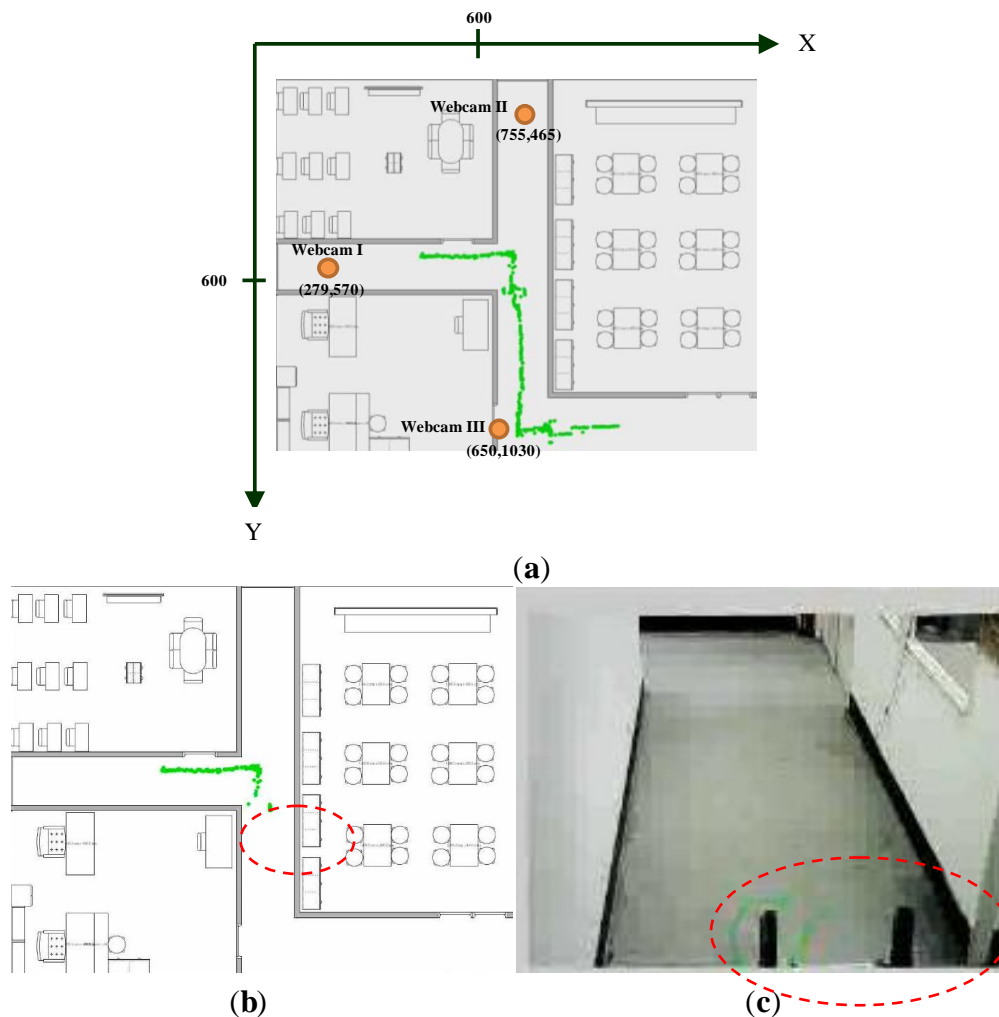 600
X
Webcam II
(755,465)
Webcam I
600
(279,570)
Webcam III
(650,1030)
Y
(a)
(b)
(c)